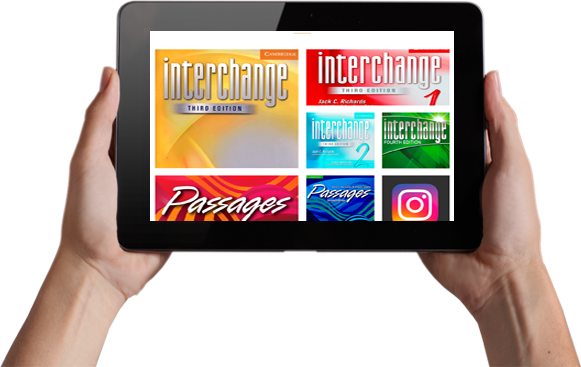 CAMBRIDGE
interchange
THIRD EDITION
interchange
THIRD EDITION
Jack C. Richards
1
interchange
THIRD EDITION
2
interchange
FOURTH EDITION
Passages
Passages